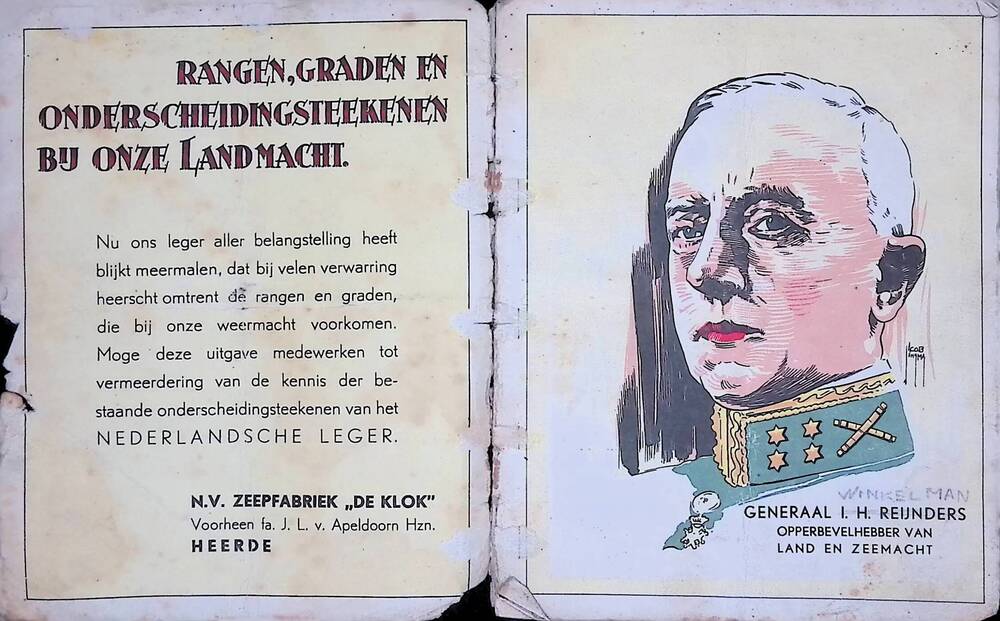 RANGEN, GRADEN EN
ONDERSCHEIDINGSTEEKENEN
BIJ ONZE LANDMACHT.
Nu ons leger aller belangstelling heeft
blijkt meermalen, dat bij velen verwarring
heerscht omtrent de rangen en graden,
die bij onze weermacht voorkomen.
Moge deze uitgave medewerken tot
vermeerdering van de kennis der be-
staande onderscheidingsteekenen van het
NEDERLANDSCHE LEGER.
N.V. ZEEPFABRIEK „DE KLOK”
Voorheen fa. J. L. v. Apeldoorn Hzn.
HEERDE
WINKELMAN
GENERAAL I. H. REIJNDERS
OPPERBEVELHEBBER VAN
LAND EN ZEEMACHT